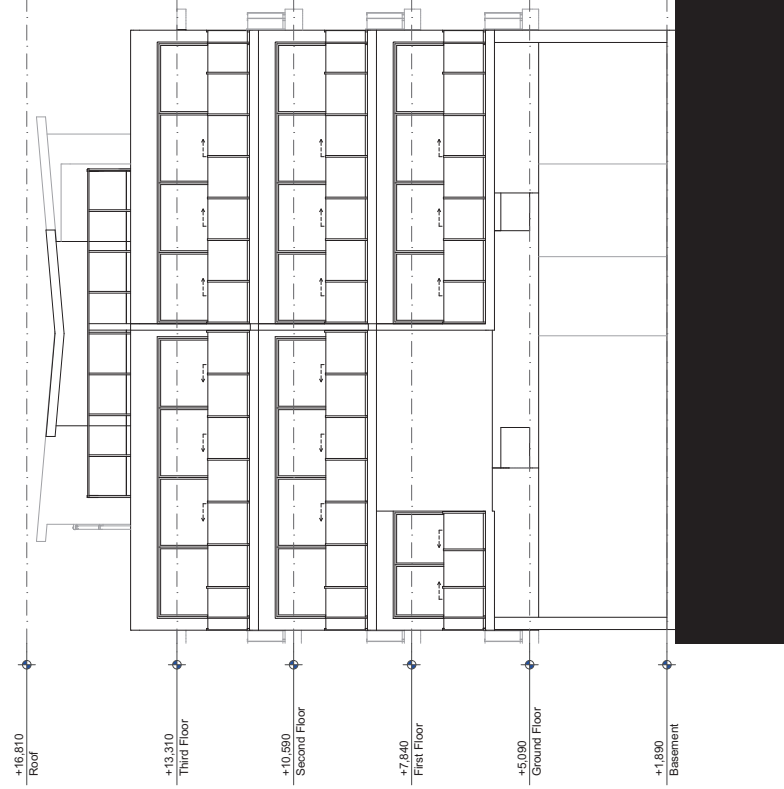 +16,810
Roof
+13,310
Third Floor
+10,590
Second Floor
+7,840
First Floor
+5,090
Ground Floor
+1,890
Basement